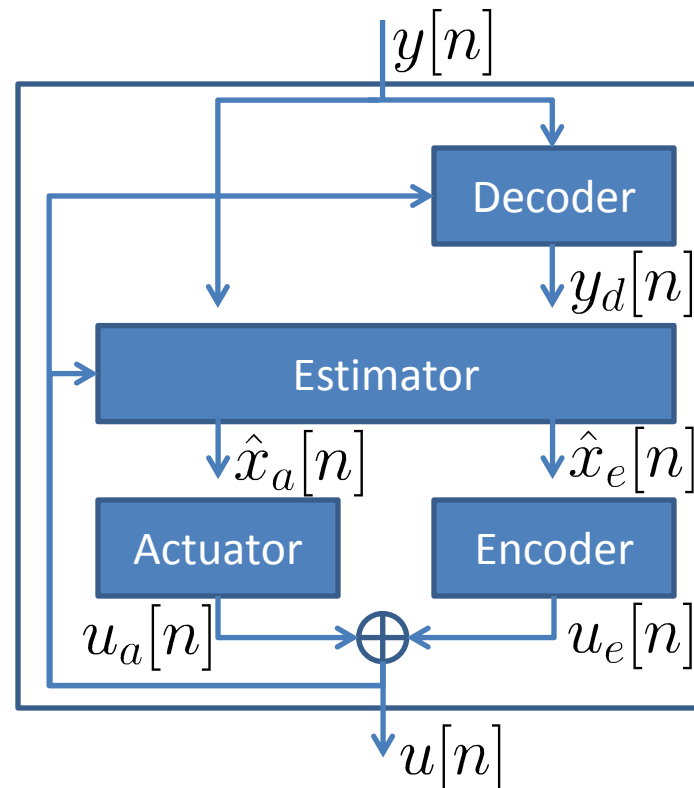 y[n]
Decoder
y_d[n]
Estimator
x̂_a[n]
x̂_e[n]
Actuator
Encoder
u_a[n]
u_e[n]
u[n]